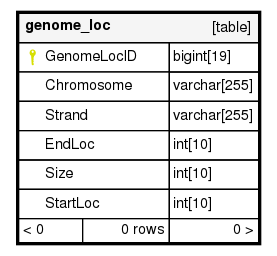 genome_loc [table]
GenomeLocID bigint[19]
Chromosome varchar[255]
Strand varchar[255]
EndLoc int[10]
Size int[10]
StartLoc int[10]
< 0 0 rows 0 >